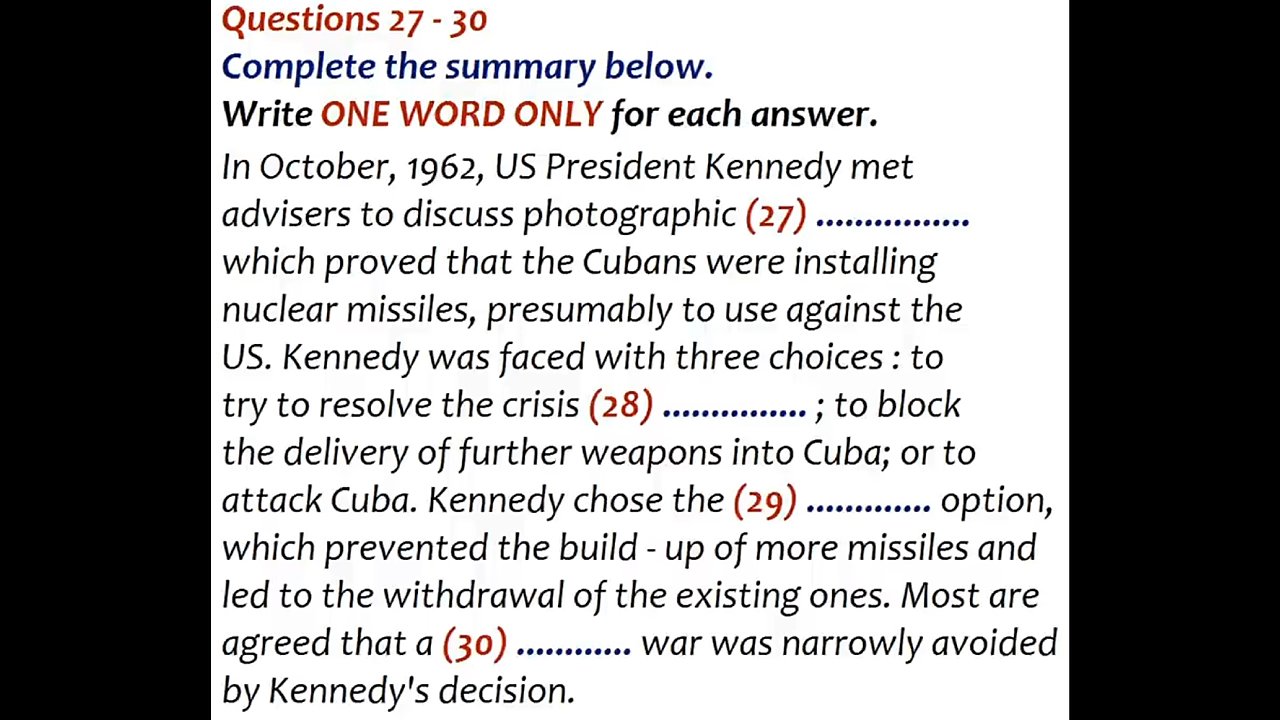 Questions 27 - 30
Complete the summary below.
Write ONE WORD ONLY for each answer.
In October, 1962, US President Kennedy met
advisers to discuss photographic (27) ................
which proved that the Cubans were installing
nuclear missiles, presumably to use against the
US. Kennedy was faced with three choices : to
try to resolve the crisis (28) ............... ; to block
the delivery of further weapons into Cuba; or to
attack Cuba. Kennedy chose the (29) ............. option,
which prevented the build - up of more missiles and
led to the withdrawal of the existing ones. Most are
agreed that a (30) ............ war was narrowly avoided
by Kennedy's decision.